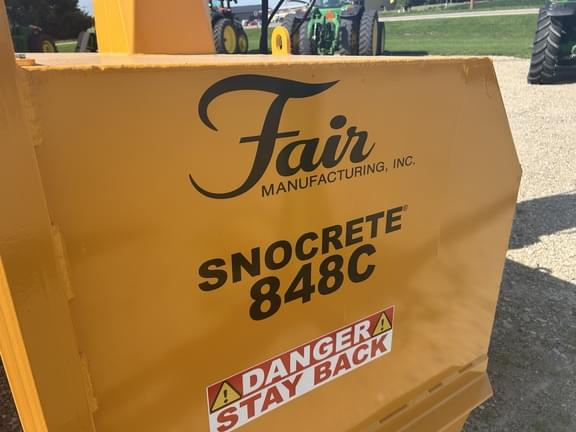 Fair
MANUFACTURING, INC.
SNOCRETE®
848C
DANGER
STAY BACK